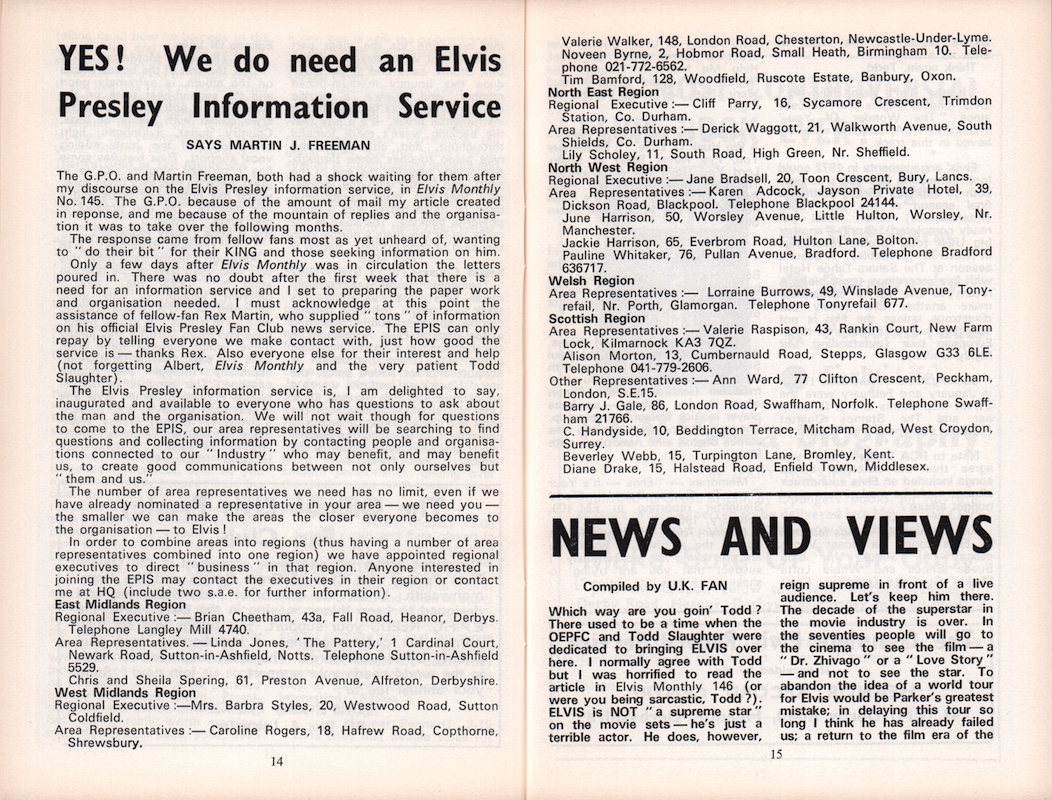 YES! We do need an Elvis
Presley Information Service
SAYS MARTIN J. FREEMAN
The G.P.O. and Martin Freeman, both had a shock waiting for them after
my discourse on the Elvis Presley information service, in Elvis Monthly
No. 145. The G.P.O. because of the amount of mail my article created
in reponse, and me because of the mountain of replies and the organisa-
tion it was to take over the following months.
The response came from fellow fans most as yet unheard of, wanting
to " do their bit " for their KING and those seeking information on him.
Only a few days after Elvis Monthly was in circulation the letters
poured in. There was no doubt after the first week that there is a
need for an information service and I set to preparing the paper work
and organisation needed. I must acknowledge at this point the
assistance of fellow-fan Rex Martin, who supplied " tons " of information
on his official Elvis Presley Fan Club news service. The EPIS can only
repay by telling everyone we make contact with, just how good the
service is — thanks Rex. Also everyone else for their interest and help
(not forgetting Albert, Elvis Monthly and the very patient Todd
Slaughter).
The Elvis Presley information service is, I am delighted to say,
inaugurated and available to everyone who has questions to ask about
the man and the organisation. We will not wait though for questions
to come to the EPIS, our area representatives will be searching to find
questions and collecting information by contacting people and organisa-
tions connected to our " Industry " who may benefit, and may benefit
us, to create good communications between not only ourselves but
" them and us."
The number of area representatives we need has no limit, even if we
have already nominated a representative in your area — we need you —
the smaller we can make the areas the closer everyone becomes to
the organisation — to Elvis !
In order to combine areas into regions (thus having a number of area
representatives combined into one region) we have appointed regional
executives to direct " business " in that region. Anyone interested in
joining the EPIS may contact the executives in their region or contact
me at HQ (include two s.a.e. for further information).
East Midlands Region
Regional Executive :— Brian Cheetham, 43a, Fall Road, Heanor, Derbys.
Telephone Langley Mill 4740.
Area Representatives. — Linda Jones, ' The Pattery,' 1 Cardinal Court,
Newark Road, Sutton-in-Ashfield, Notts. Telephone Sutton-in-Ashfield
5529.
Chris and Sheila Spering, 61, Preston Avenue, Alfreton, Derbyshire.
West Midlands Region
Regional Executive :—Mrs. Barbra Styles, 20, Westwood Road, Sutton
Coldfield.
Area Representatives :— Caroline Rogers, 18, Hafrew Road, Copthorne,
Shrewsbury.
14
Valerie Walker, 148, London Road, Chesterton, Newcastle-Under-Lyme.
Noveen Byrne, 2, Hobmor Road, Small Heath, Birmingham 10. Tele-
phone 021-772-6562.
Tim Bamford, 128, Woodfield, Ruscote Estate, Banbury, Oxon.
North East Region
Regional Executive :— Cliff Parry, 16, Sycamore Crescent, Trimdon
Station, Co. Durham.
Area Representatives :— Derick Waggott, 21, Walkworth Avenue, South
Shields, Co. Durham.
Lily Scholey, 11, South Road, High Green, Nr. Sheffield.
North West Region
Regional Executive :— Jane Bradsell, 20, Toon Crescent, Bury, Lancs.
Area Representatives :— Karen Adcock, Jayson Private Hotel, 39,
Dickson Road, Blackpool. Telephone Blackpool 24144.
June Harrison, 50, Worsley Avenue, Little Hulton, Worsley, Nr.
Manchester.
Jackie Harrison, 65, Everbrom Road, Hulton Lane, Bolton.
Pauline Whitaker, 76, Pullan Avenue, Bradford. Telephone Bradford
636717.
Welsh Region
Area Representatives :— Lorraine Burrows, 49, Winslade Avenue, Tony-
refail, Nr. Porth, Glamorgan. Telephone Tonyrefail 677.
Scottish Region
Area Representatives :— Valerie Raspison, 43, Rankin Court, New Farm
Lock, Kilmarnock KA3 7QZ.
Alison Morton, 13, Cumbernauld Road, Stepps, Glasgow G33 6LE.
Telephone 041-779-2606.
Other Representatives :— Ann Ward, 77 Clifton Crescent, Peckham,
London, S.E.15.
Barry J. Gale, 86, London Road, Swaffham, Norfolk. Telephone Swaff-
ham 21766.
C. Handyside, 10, Beddington Terrace, Mitcham Road, West Croydon,
Surrey.
Beverley Webb, 15, Turpington Lane, Bromley, Kent.
Diane Drake, 15, Halstead Road, Enfield Town, Middlesex.
NEWS AND VIEWS
Compiled by U.K. FAN
Which way are you goin' Todd ?
There used to be a time when the
OEPFC and Todd Slaughter were
dedicated to bringing ELVIS over
here. I normally agree with Todd
but I was horrified to read the
article in Elvis Monthly 146 (or
were you being sarcastic, Todd ?).
ELVIS is NOT " a supreme star "
on the movie sets — he's just a
terrible actor. He does, however,
reign supreme in front of a live
audience. Let's keep him there.
The decade of the superstar in
the movie industry is over. In
the seventies people will go to
the cinema to see the film — a
" Dr. Zhivago " or a " Love Story "
— and not to see the star. To
abandon the idea of a world tour
for Elvis would be Parker's greatest
mistake; in delaying this tour so
long I think he has already failed
us; a return to the film era of the
15